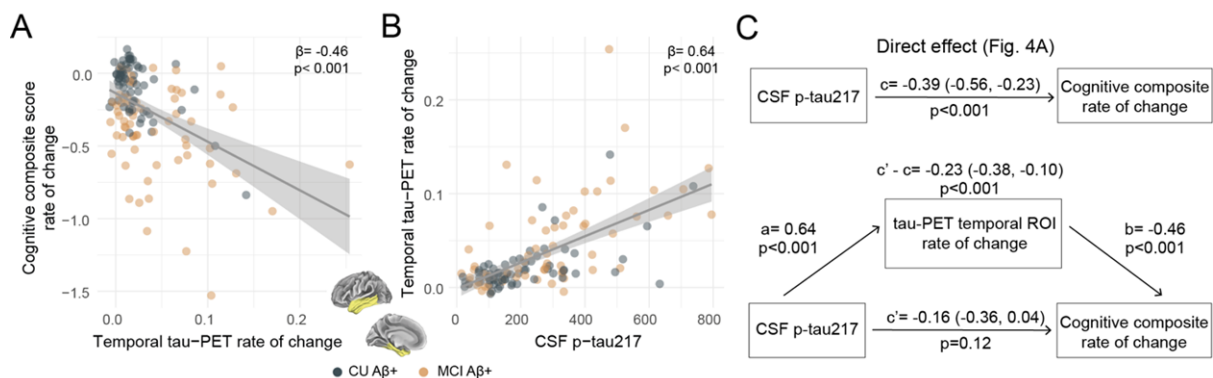 A
β= -0.46
p< 0.001
0.0
−0.5
−1.0
−1.5
Cognitive composite score
rate of change
0.0
0.1
0.2
Temporal tau−PET rate of change
B
β= 0.64
p< 0.001
0.20
0.10
0.0
Temporal tau−PET rate of change
0
200
400
600
800
CSF p−tau217
CU Aβ+
MCI Aβ+
C
Direct effect (Fig. 4A)
CSF p-tau217
c= -0.39 (-0.56, -0.23)
p<0.001
Cognitive composite
rate of change
c' - c= -0.23 (-0.38, -0.10)
p<0.001
a= 0.64
p<0.001
tau-PET temporal ROI
rate of change
b= -0.46
p<0.001
CSF p-tau217
c'= -0.16 (-0.36, 0.04)
p=0.12
Cognitive composite
rate of change